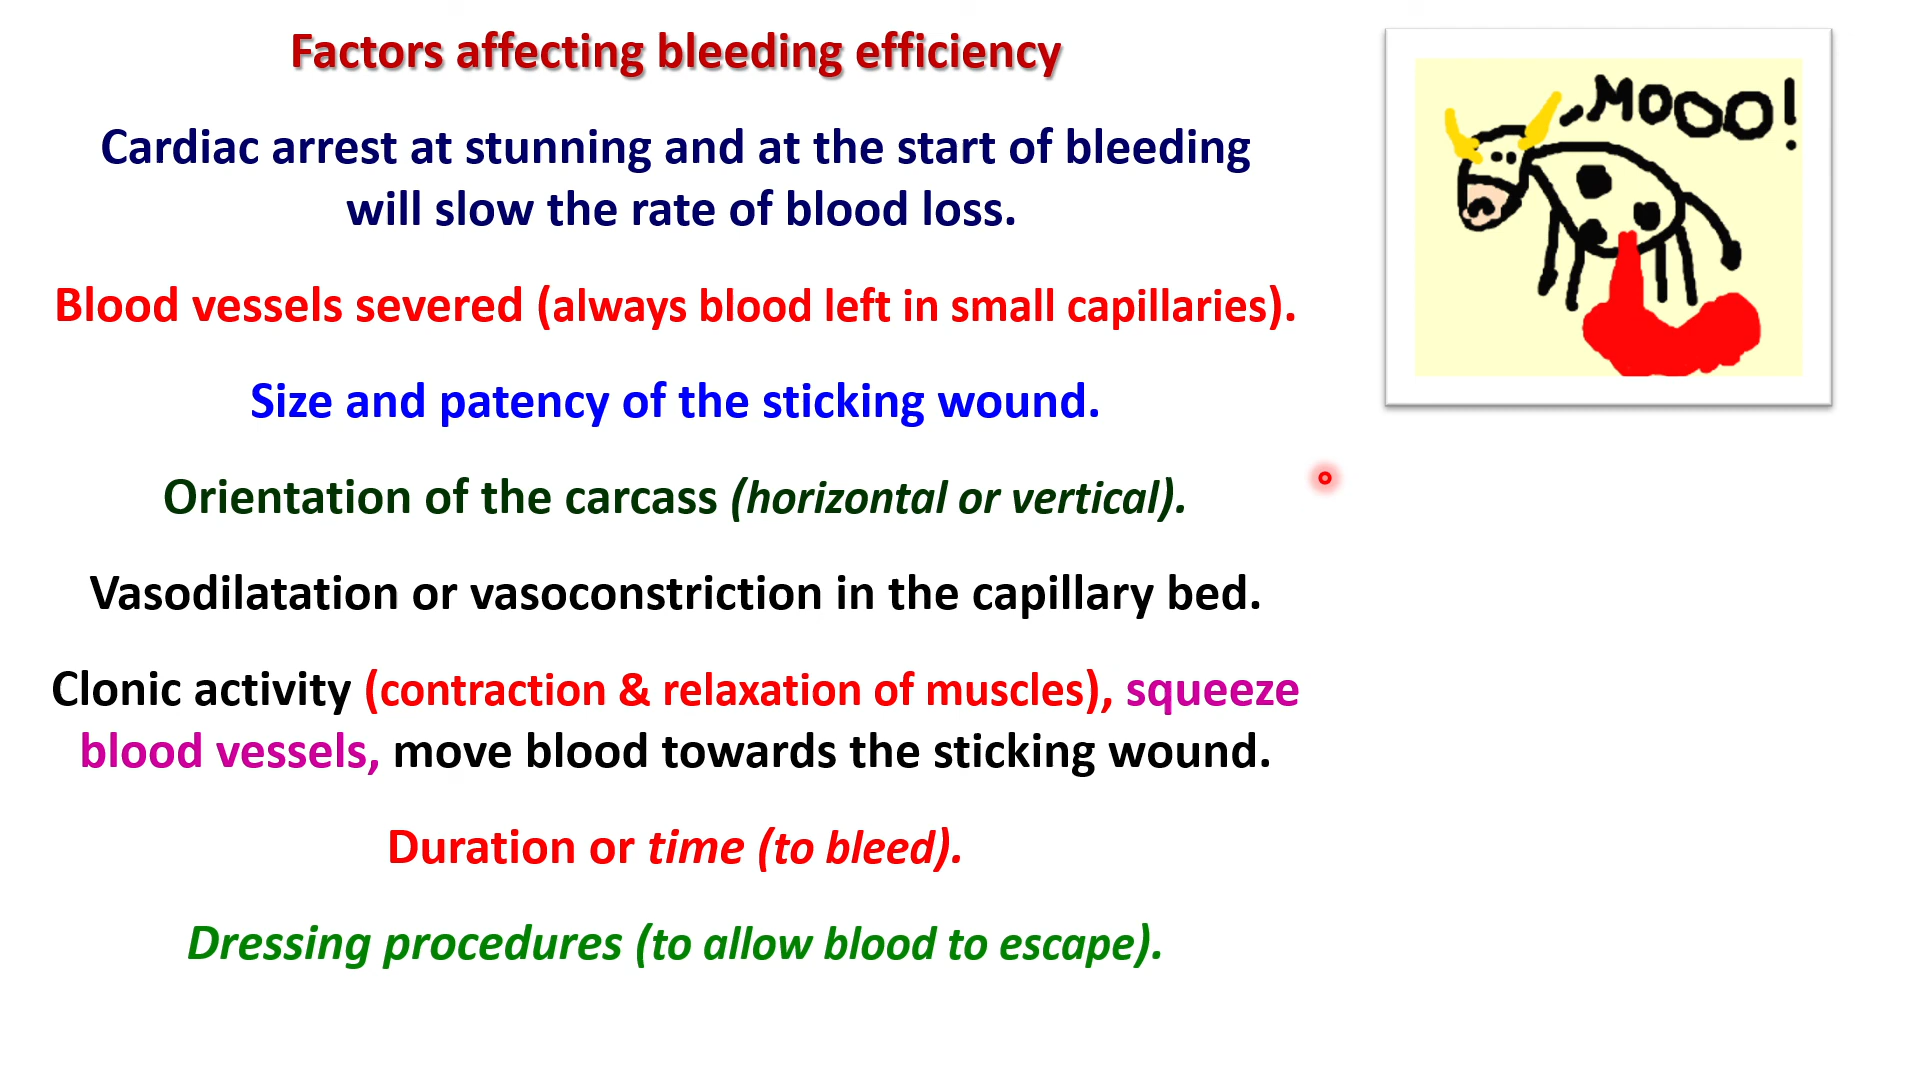 Factors affecting bleeding efficiency
Cardiac arrest at stunning and at the start of bleeding
will slow the rate of blood loss.
Blood vessels severed (always blood left in small capillaries).
Size and patency of the sticking wound.
Orientation of the carcass (horizontal or vertical).
Vasodilatation or vasoconstriction in the capillary bed.
Clonic activity (contraction & relaxation of muscles), squeeze
blood vessels, move blood towards the sticking wound.
Duration or time (to bleed).
Dressing procedures (to allow blood to escape).
MOOO!